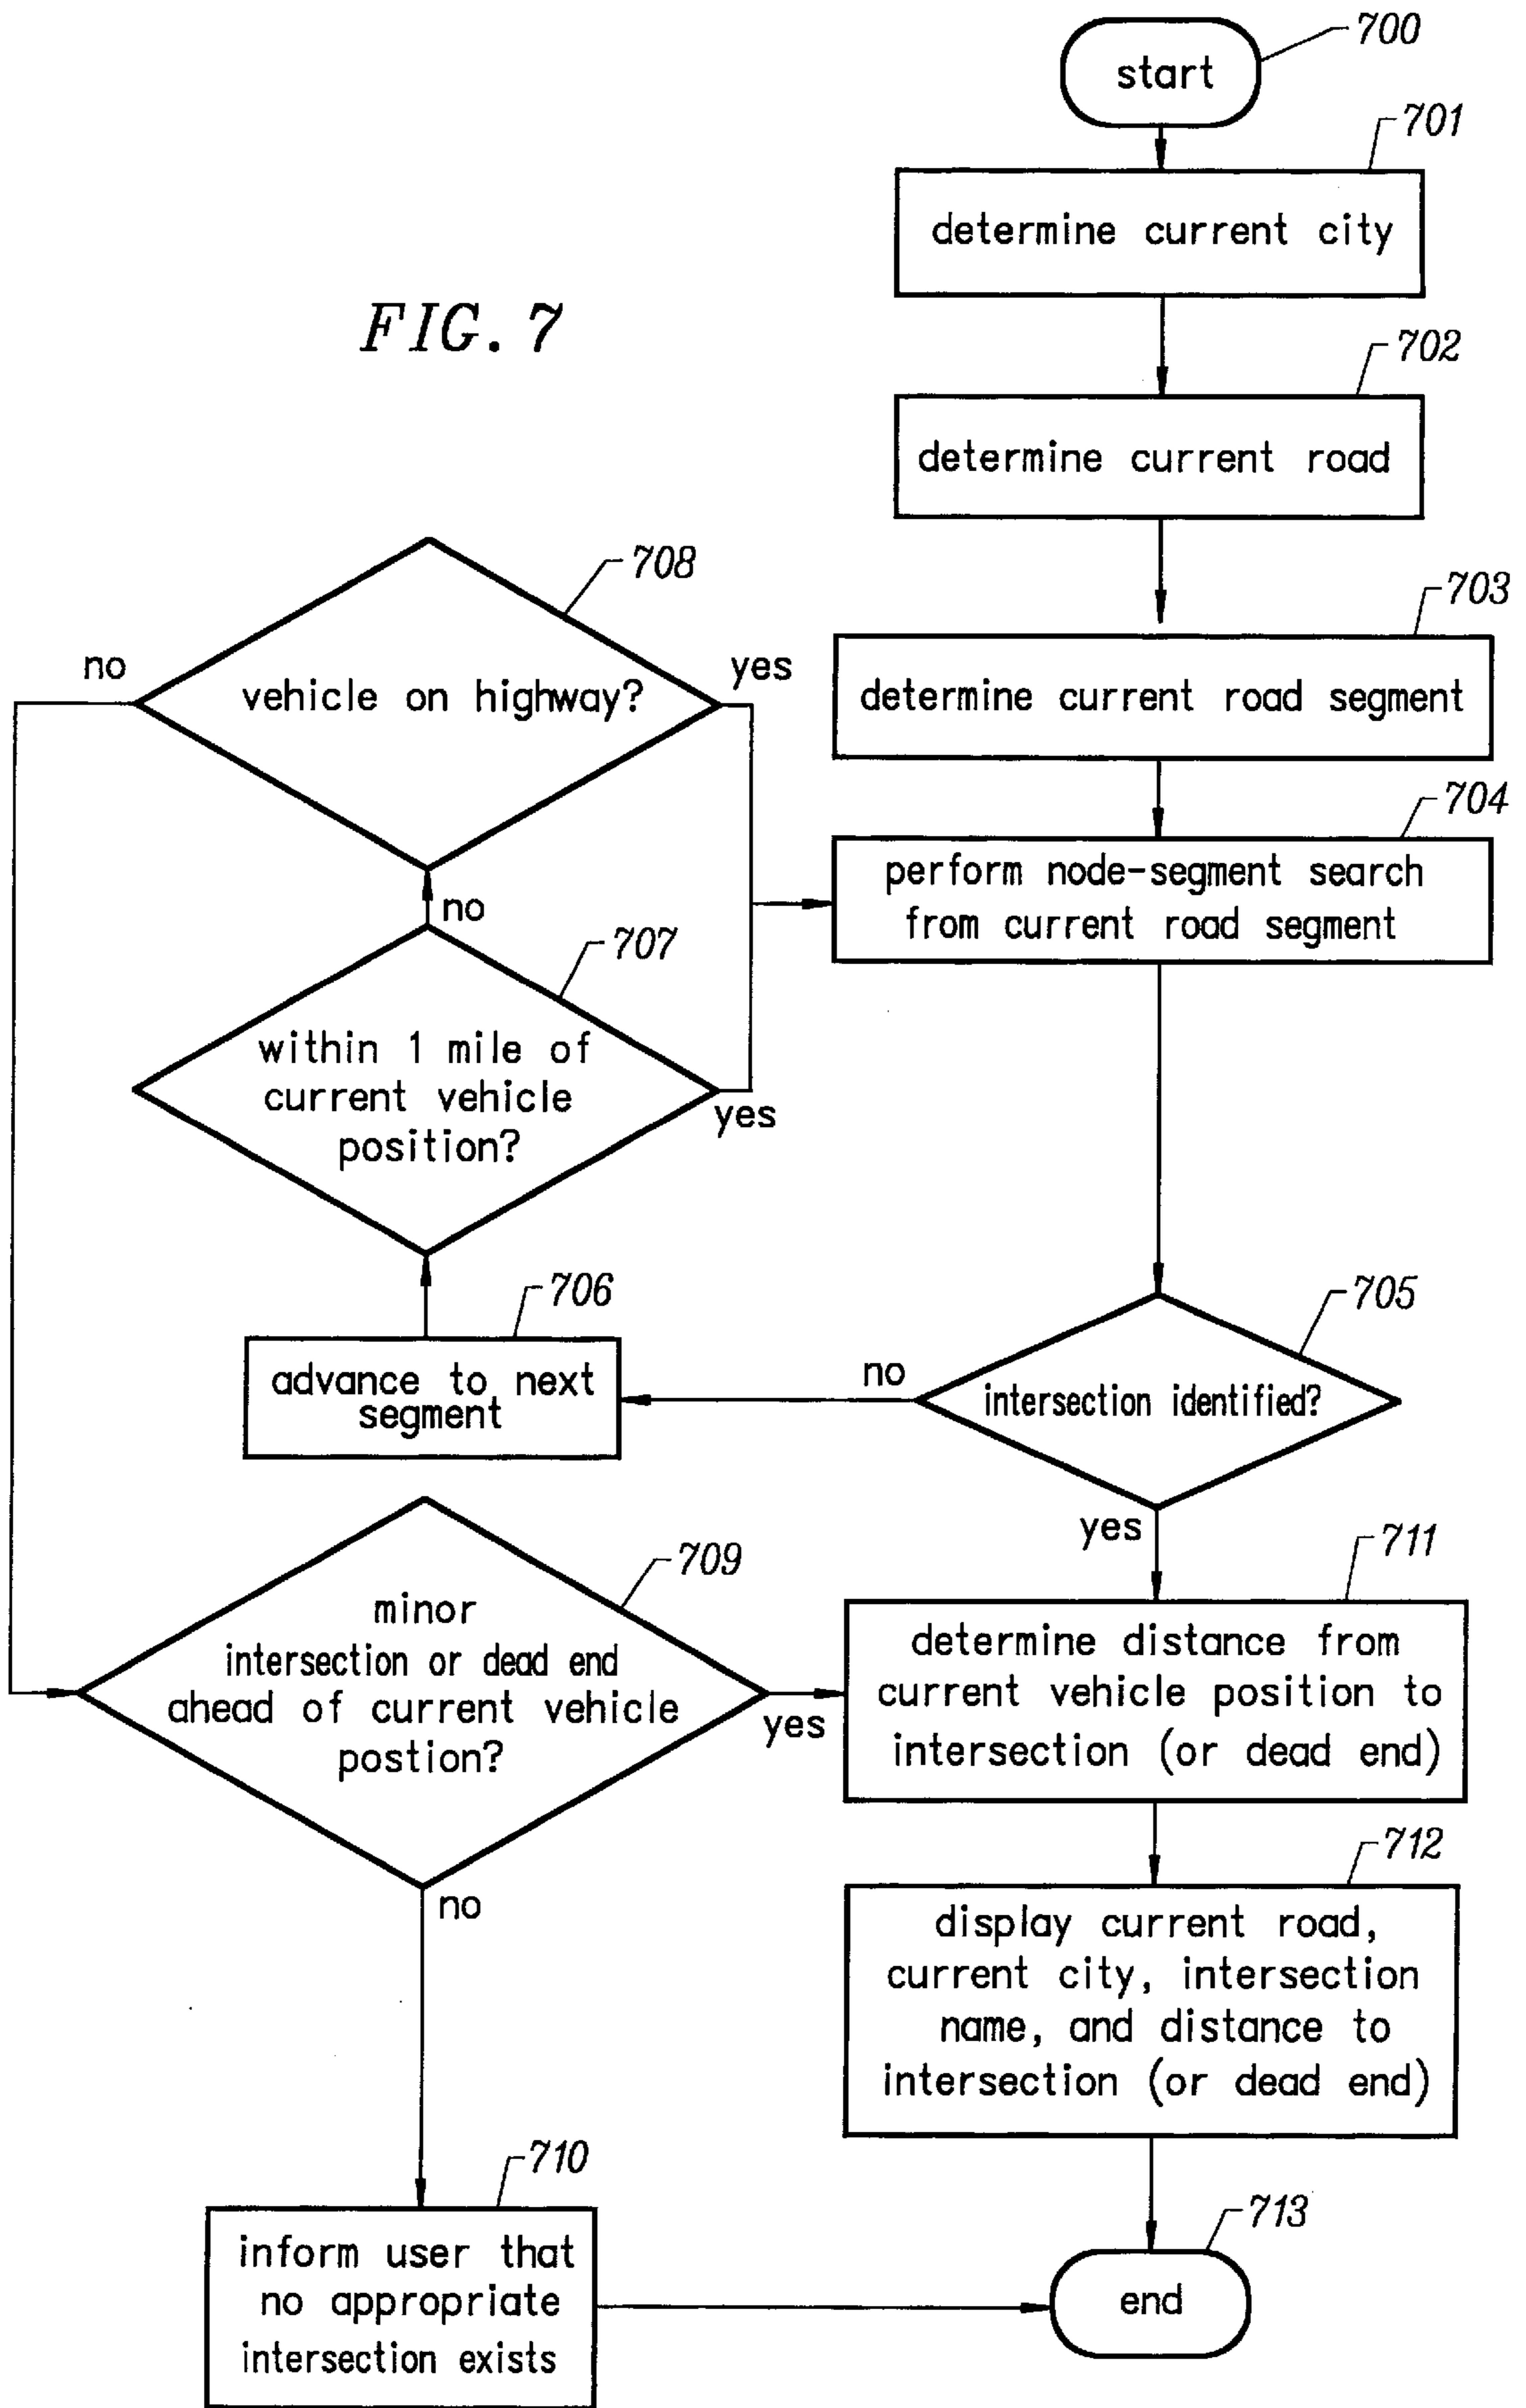 700
start
701
determine current city
FIG. 7
702
determine current road
708
703
no
vehicle on highway?
yes
determine current road segment
704
perform node-segment search
from current road segment
no
707
within 1 mile of
current vehicle
position?
yes
706
705
advance to next
segment
no
intersection identified?
yes
709
711
minor
intersection or dead end
ahead of current vehicle
postion?
yes
determine distance from
current vehicle position to
intersection (or dead end)
712
no
display current road,
current city, intersection
name, and distance to
intersection (or dead end)
710
713
inform user that
no appropriate
intersection exists
end